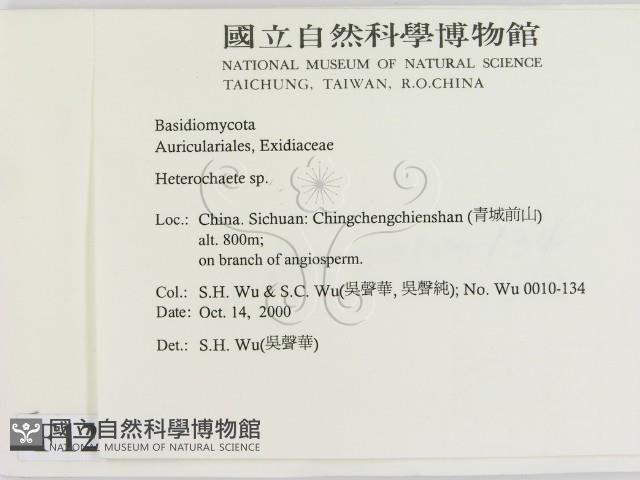 國立自然科學博物館
NATIONAL MUSEUM OF NATURAL SCIENCE
TAICHUNG, TAIWAN, R.O.CHINA
Basidiomycota
Auriculariales, Exidiaceae
Heterochaete sp.
Loc.: China. Sichuan: Chingchengchienshan (青城前山)
alt. 800m;
on branch of angiosperm.
Col.: S.H. Wu & S.C. Wu(吳聲華, 吳聲純); No. Wu 0010-134
Date: Oct. 14, 2000
Det.: S.H. Wu(吳聲華)
國立自然科學博物館
NATIONAL MUSEUM OF NATURAL SCIENCE